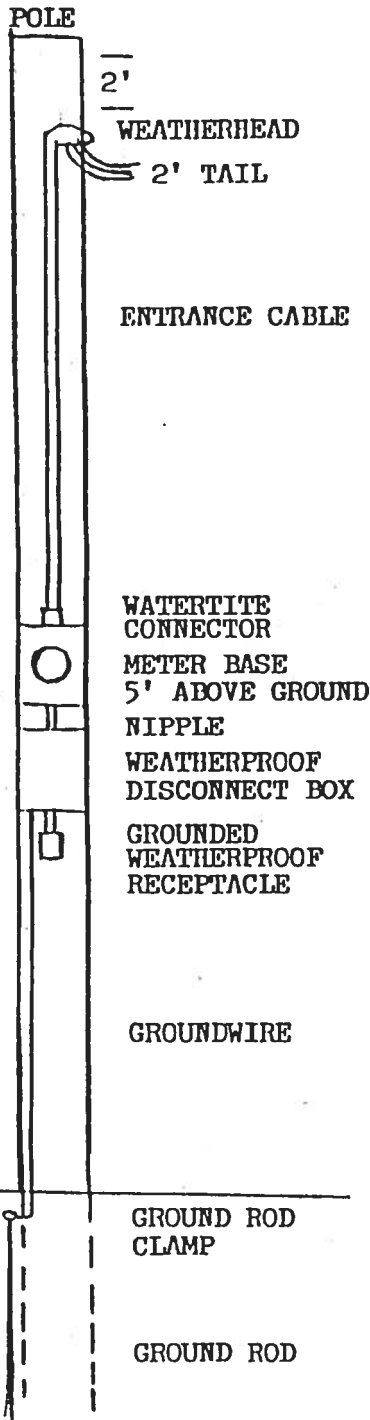 POLE
2'
WEATHERHEAD
2' TAIL
ENTRANCE CABLE
WATERTITE
CONNECTOR
METER BASE
5' ABOVE GROUND
NIPPLE
WEATHERPROOF
DISCONNECT BOX
GROUNDED
WEATHERPROOF
RECEPTACLE
GROUNDWIRE
GROUND ROD
CLAMP
GROUND ROD